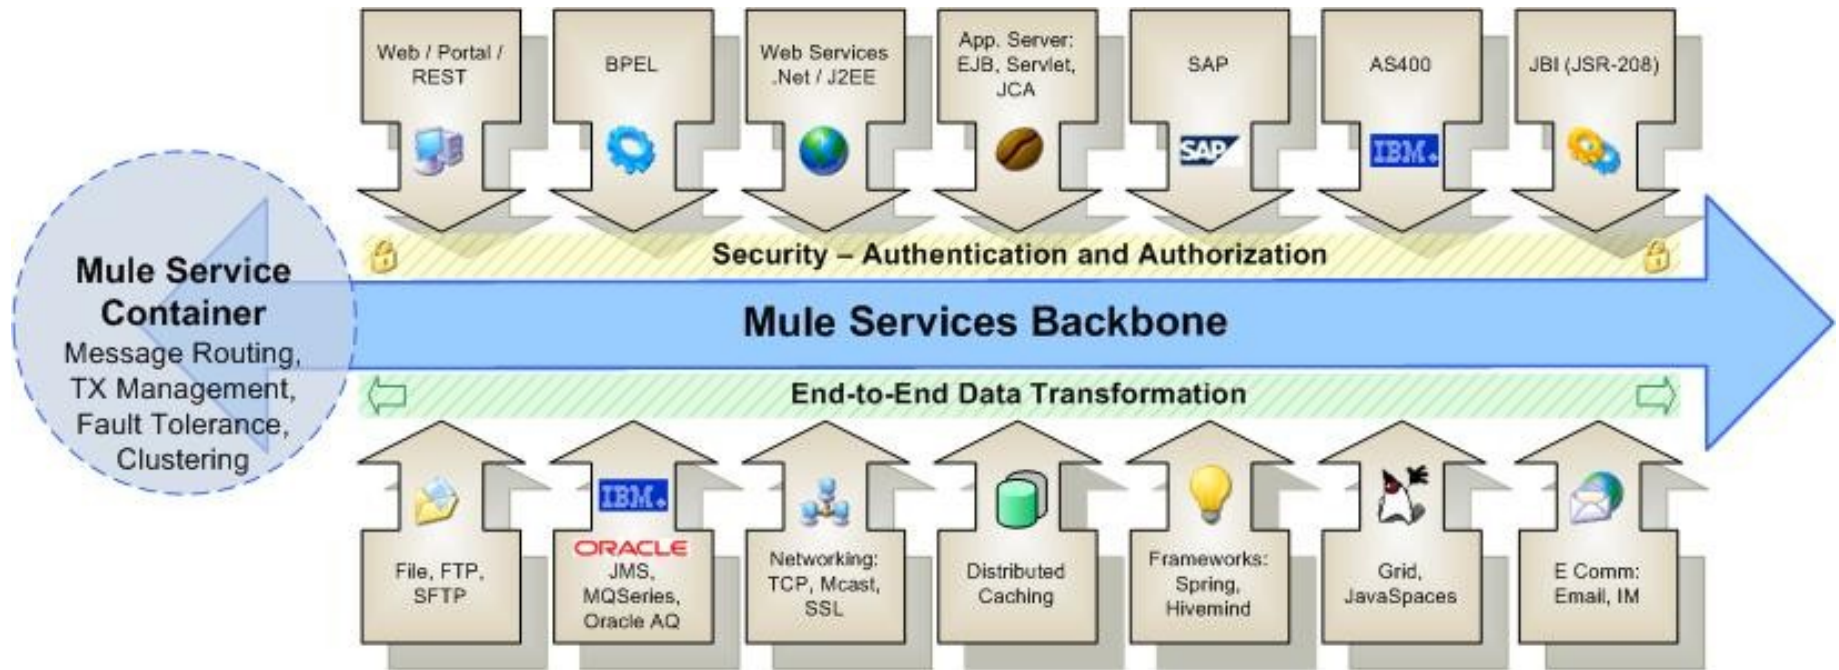 Web / Portal /
REST
BPEL
Web Services
.Net / J2EE
App. Server:
EJB, Servlet,
JCA
SAP
AS400
JBI (JSR-208)
SAP
IBM
Security – Authentication and Authorization
Mule Service
Container
Message Routing,
TX Management,
Fault Tolerance,
Clustering
Mule Services Backbone
End-to-End Data Transformation
File, FTP,
SFTP
IBM
ORACLE
JMS,
MQSeries,
Oracle AQ
Networking:
TCP, Mcast,
SSL
Distributed
Caching
Frameworks:
Spring,
Hivemind
Grid,
JavaSpaces
E Comm:
Email, IM